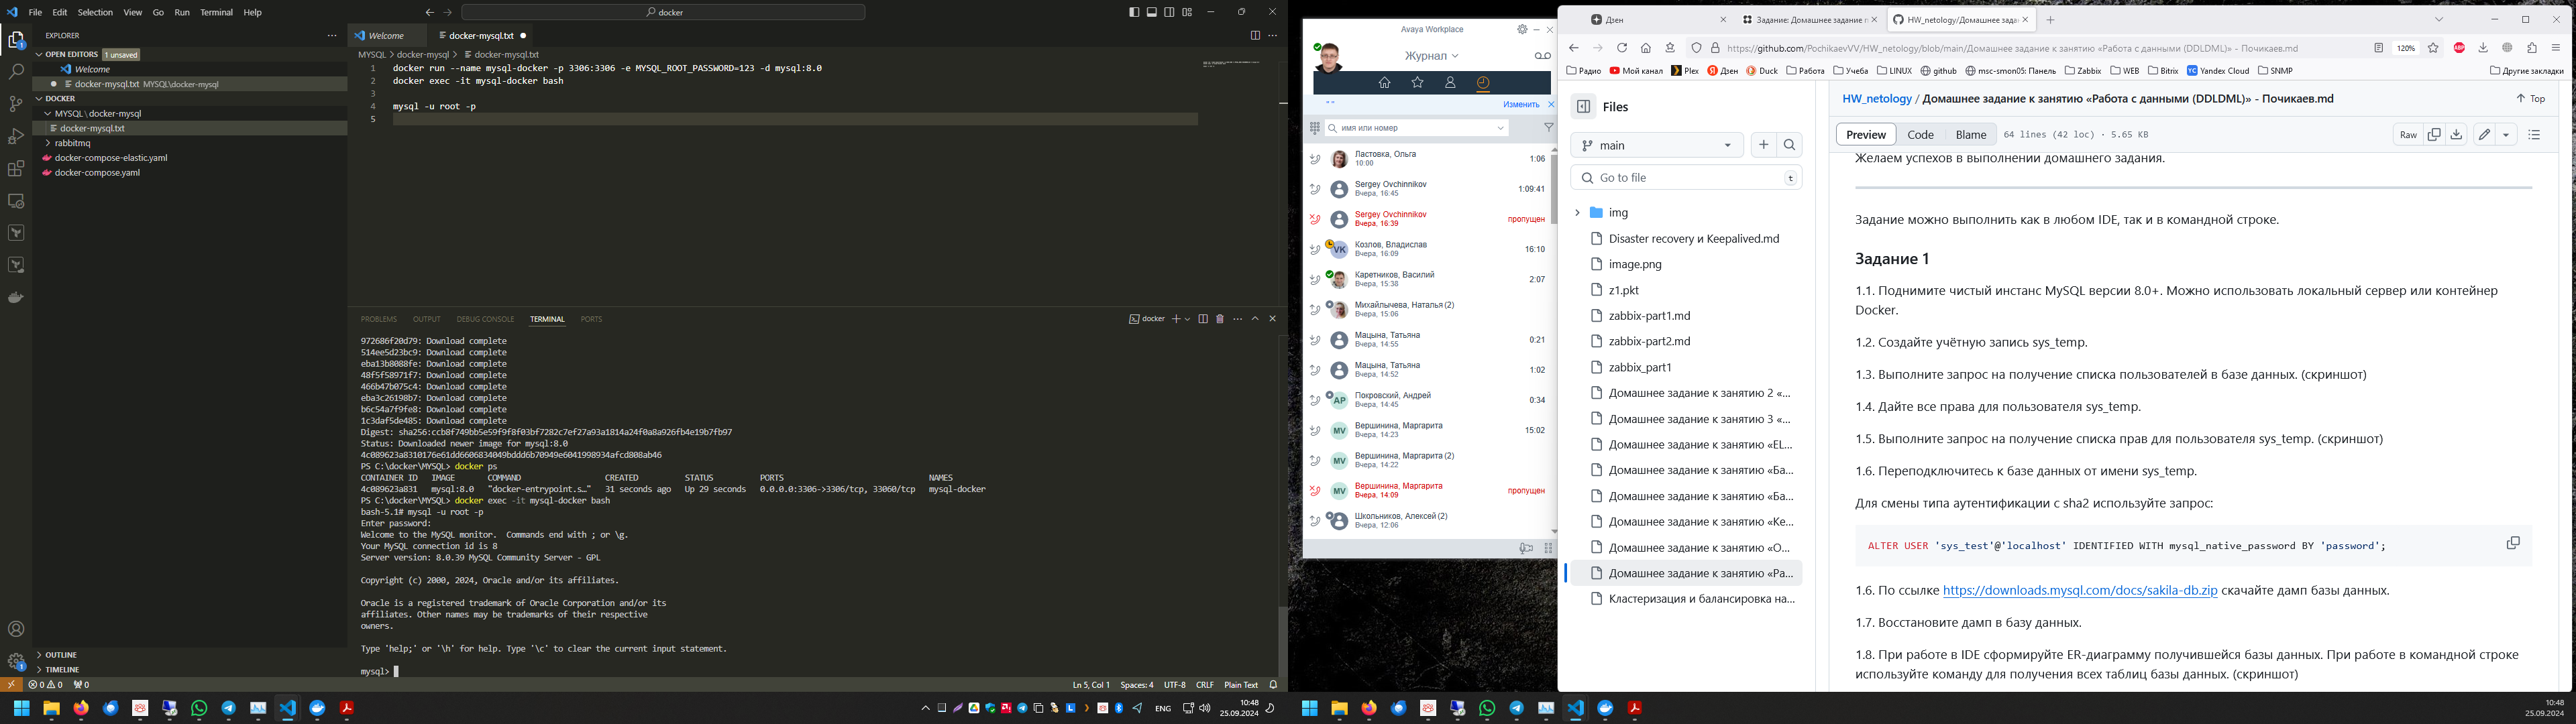 File Edit Selection View Go Run Terminal Help
docker
EXPLORER
OPEN EDITORS 1 unsaved
Welcome
docker-mysql.txt MYSQL\docker-mysql
DOCKER
MYSQL \ docker-mysql
docker-mysql.txt
rabbitmq
docker-compose-elastic.yaml
docker-compose.yaml
OUTLINE
TIMELINE
Welcome
docker-mysql.txt
MYSQL > docker-mysql > docker-mysql.txt
1 docker run --name mysql-docker -p 3306:3306 -e MYSQL_ROOT_PASSWORD=123 -d mysql:8.0
2 docker exec -it mysql-docker bash
3
4 mysql -u root -p
5
PROBLEMS OUTPUT DEBUG CONSOLE TERMINAL PORTS
docker
972686f20d79: Download complete
514ee5d23bc9: Download complete
eba13b8088fe: Download complete
48f5f58971f7: Download complete
466b47b075c4: Download complete
eba3c26198b7: Download complete
b6c54a7f9fe8: Download complete
1c3daf5de485: Download complete
Digest: sha256:ccb8f749bb5e59f9f8f03bf7282c7ef27a93a1814a24f0a8a926fb4e19b7fb97
Status: Downloaded newer image for mysql:8.0
4c089623a8310176e61dd6606834049bddd6b70949e6041998934afcd808ab46
PS C:\docker\MYSQL> docker ps
CONTAINER ID IMAGE COMMAND CREATED STATUS PORTS NAMES
4c089623a831 mysql:8.0 "docker-entrypoint.s…" 31 seconds ago Up 29 seconds 0.0.0.0:3306->3306/tcp, 33060/tcp mysql-docker
PS C:\docker\MYSQL> docker exec -it mysql-docker bash
bash-5.1# mysql -u root -p
Enter password:
Welcome to the MySQL monitor. Commands end with ; or \g.
Your MySQL connection id is 8
Server version: 8.0.39 MySQL Community Server - GPL
Copyright (c) 2000, 2024, Oracle and/or its affiliates.
Oracle is a registered trademark of Oracle Corporation and/or its
affiliates. Other names may be trademarks of their respective
owners.
Type 'help;' or '\h' for help. Type '\c' to clear the current input statement.
mysql>
0 0 0 Ln 5, Col 1 Spaces: 4 UTF-8 CRLF Plain Text
ENG 10:48
25.09.2024
Avaya Workplace
Журнал
" " Изменить
имя или номер
Ластовка, Ольга
10:00 1:06
Sergey Ovchinnikov
Вчера, 16:45 1:09:41
Sergey Ovchinnikov
Вчера, 16:39 пропущен
VK Козлов, Владислав
Вчера, 16:09 16:10
Каретников, Василий
Вчера, 15:38 2:07
Михайлычева, Наталья (2)
Вчера, 15:06
Мацына, Татьяна
Вчера, 14:55 0:21
Мацына, Татьяна
Вчера, 14:52 1:02
AP Покровский, Андрей
Вчера, 14:45 0:34
MV Вершинина, Маргарита
Вчера, 14:23 15:02
MV Вершинина, Маргарита (2)
Вчера, 14:22
MV Вершинина, Маргарита
Вчера, 14:09 пропущен
Школьников, Алексей (2)
Вчера, 12:06
Дзен
Задание: Домашнее задание п
HW_netology/Домашнее зада
https://github.com/PochikaevVV/HW_netology/blob/main/Домашнее задание к занятию «Работа с данными (DDLDML)» - Почикаев.md 120%
Радио Мой канал Plex Дзен Duck Работа Учеба LINUX github msc-smon05: Панель Zabbix WEB Bitrix Yandex Cloud SNMP Другие закладки
Files
main
Go to file t
img
Disaster recovery и Keepalived.md
image.png
z1.pkt
zabbix-part1.md
zabbix-part2.md
zabbix_part1
Домашнее задание к занятию 2 «...
Домашнее задание к занятию 3 «...
Домашнее задание к занятию «EL...
Домашнее задание к занятию «Ба...
Домашнее задание к занятию «Ба...
Домашнее задание к занятию «Ке...
Домашнее задание к занятию «О...
Домашнее задание к занятию «Ра...
Кластеризация и балансировка на...
HW_netology / Домашнее задание к занятию «Работа с данными (DDLDML)» - Почикаев.md Top
Preview Code Blame 64 lines (42 loc) · 5.65 KB Raw
Желаем успехов в выполнении домашнего задания.
Задание можно выполнить как в любом IDE, так и в командной строке.
Задание 1
1.1. Поднимите чистый инстанс MySQL версии 8.0+. Можно использовать локальный сервер или контейнер
Docker.
1.2. Создайте учётную запись sys_temp.
1.3. Выполните запрос на получение списка пользователей в базе данных. (скриншот)
1.4. Дайте все права для пользователя sys_temp.
1.5. Выполните запрос на получение списка прав для пользователя sys_temp. (скриншот)
1.6. Переподключитесь к базе данных от имени sys_temp.
Для смены типа аутентификации с sha2 используйте запрос:
ALTER USER 'sys_test'@'localhost' IDENTIFIED WITH mysql_native_password BY 'password';
1.6. По ссылке https://downloads.mysql.com/docs/sakila-db.zip скачайте дамп базы данных.
1.7. Восстановите дамп в базу данных.
1.8. При работе в IDE сформируйте ER-диаграмму получившейся базы данных. При работе в командной строке
используйте команду для получения всех таблиц базы данных. (скриншот)
10:48
25.09.2024